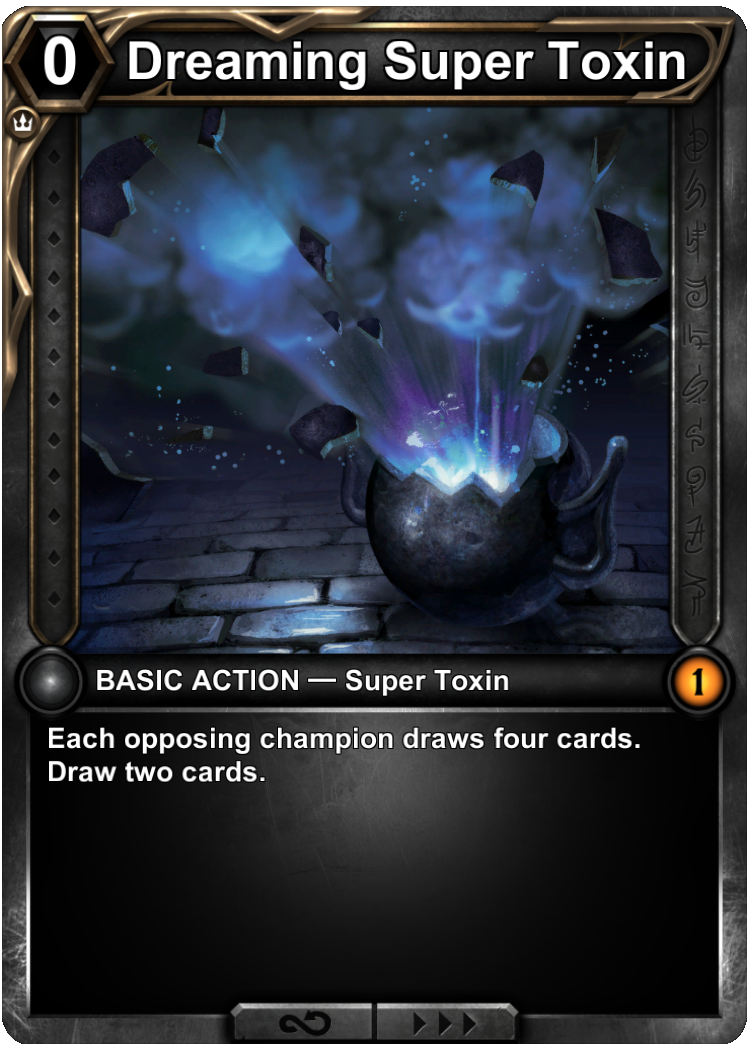 0
Dreaming Super Toxin
BASIC ACTION — Super Toxin
1
Each opposing champion draws four cards.
Draw two cards.